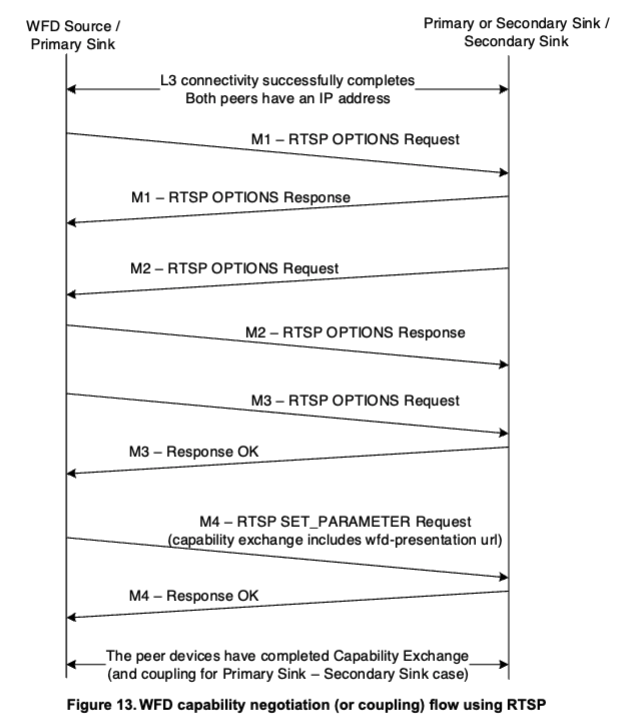 WFD Source /
Primary Sink
Primary or Secondary Sink /
Secondary Sink
L3 connectivity successfully completes
Both peers have an IP address
M1 – RTSP OPTIONS Request
M1 – RTSP OPTIONS Response
M2 – RTSP OPTIONS Request
M2 – RTSP OPTIONS Response
M3 – RTSP OPTIONS Request
M3 – Response OK
M4 – RTSP SET_PARAMETER Request
(capability exchange includes wfd-presentation url)
M4 – Response OK
The peer devices have completed Capability Exchange
(and coupling for Primary Sink – Secondary Sink case)
Figure 13. WFD capability negotiation (or coupling) flow using RTSP